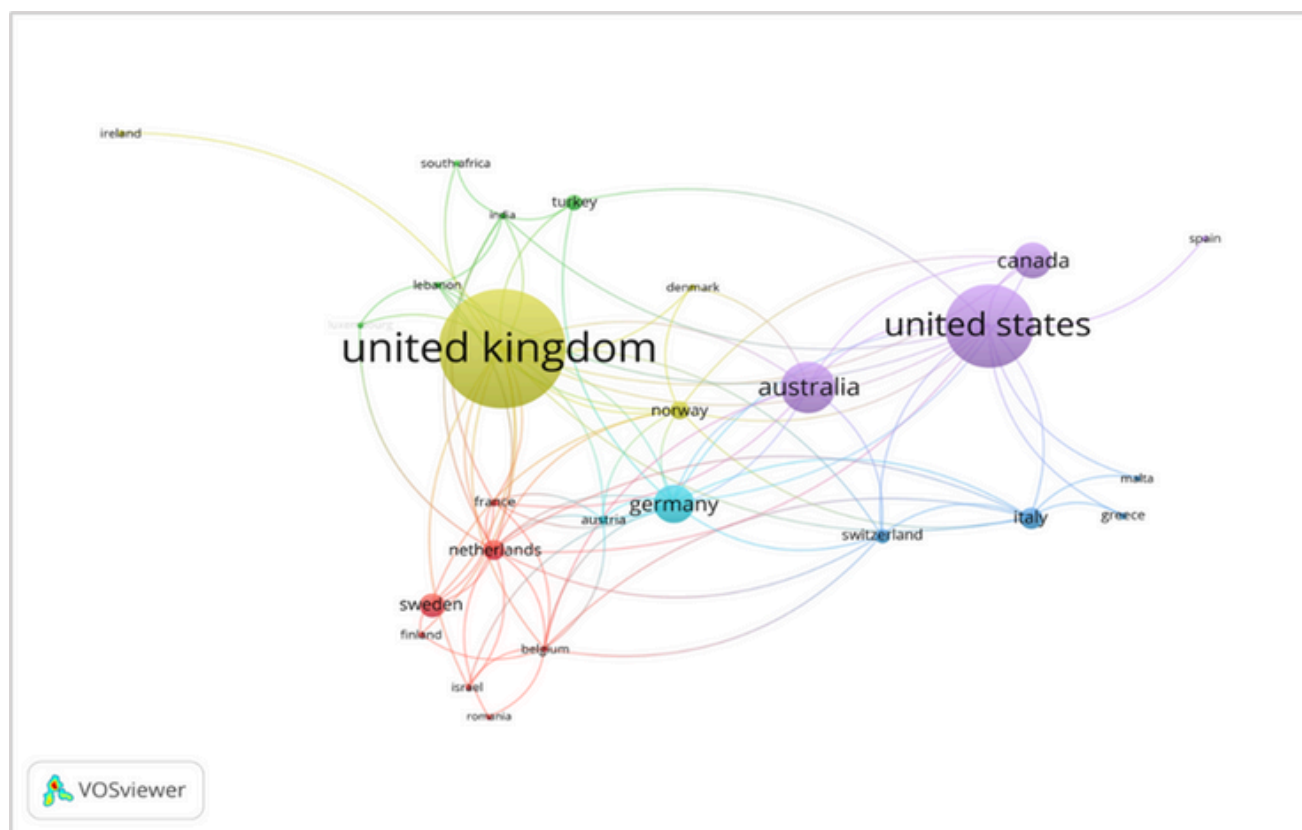 ireland
south africa
turkey
india
spain
canada
lebanon
denmark
luxembourg
united states
united kingdom
australia
norway
malta
france
germany
greece
austria
italy
switzerland
netherlands
sweden
finland
belgium
israel
romania
VOSviewer